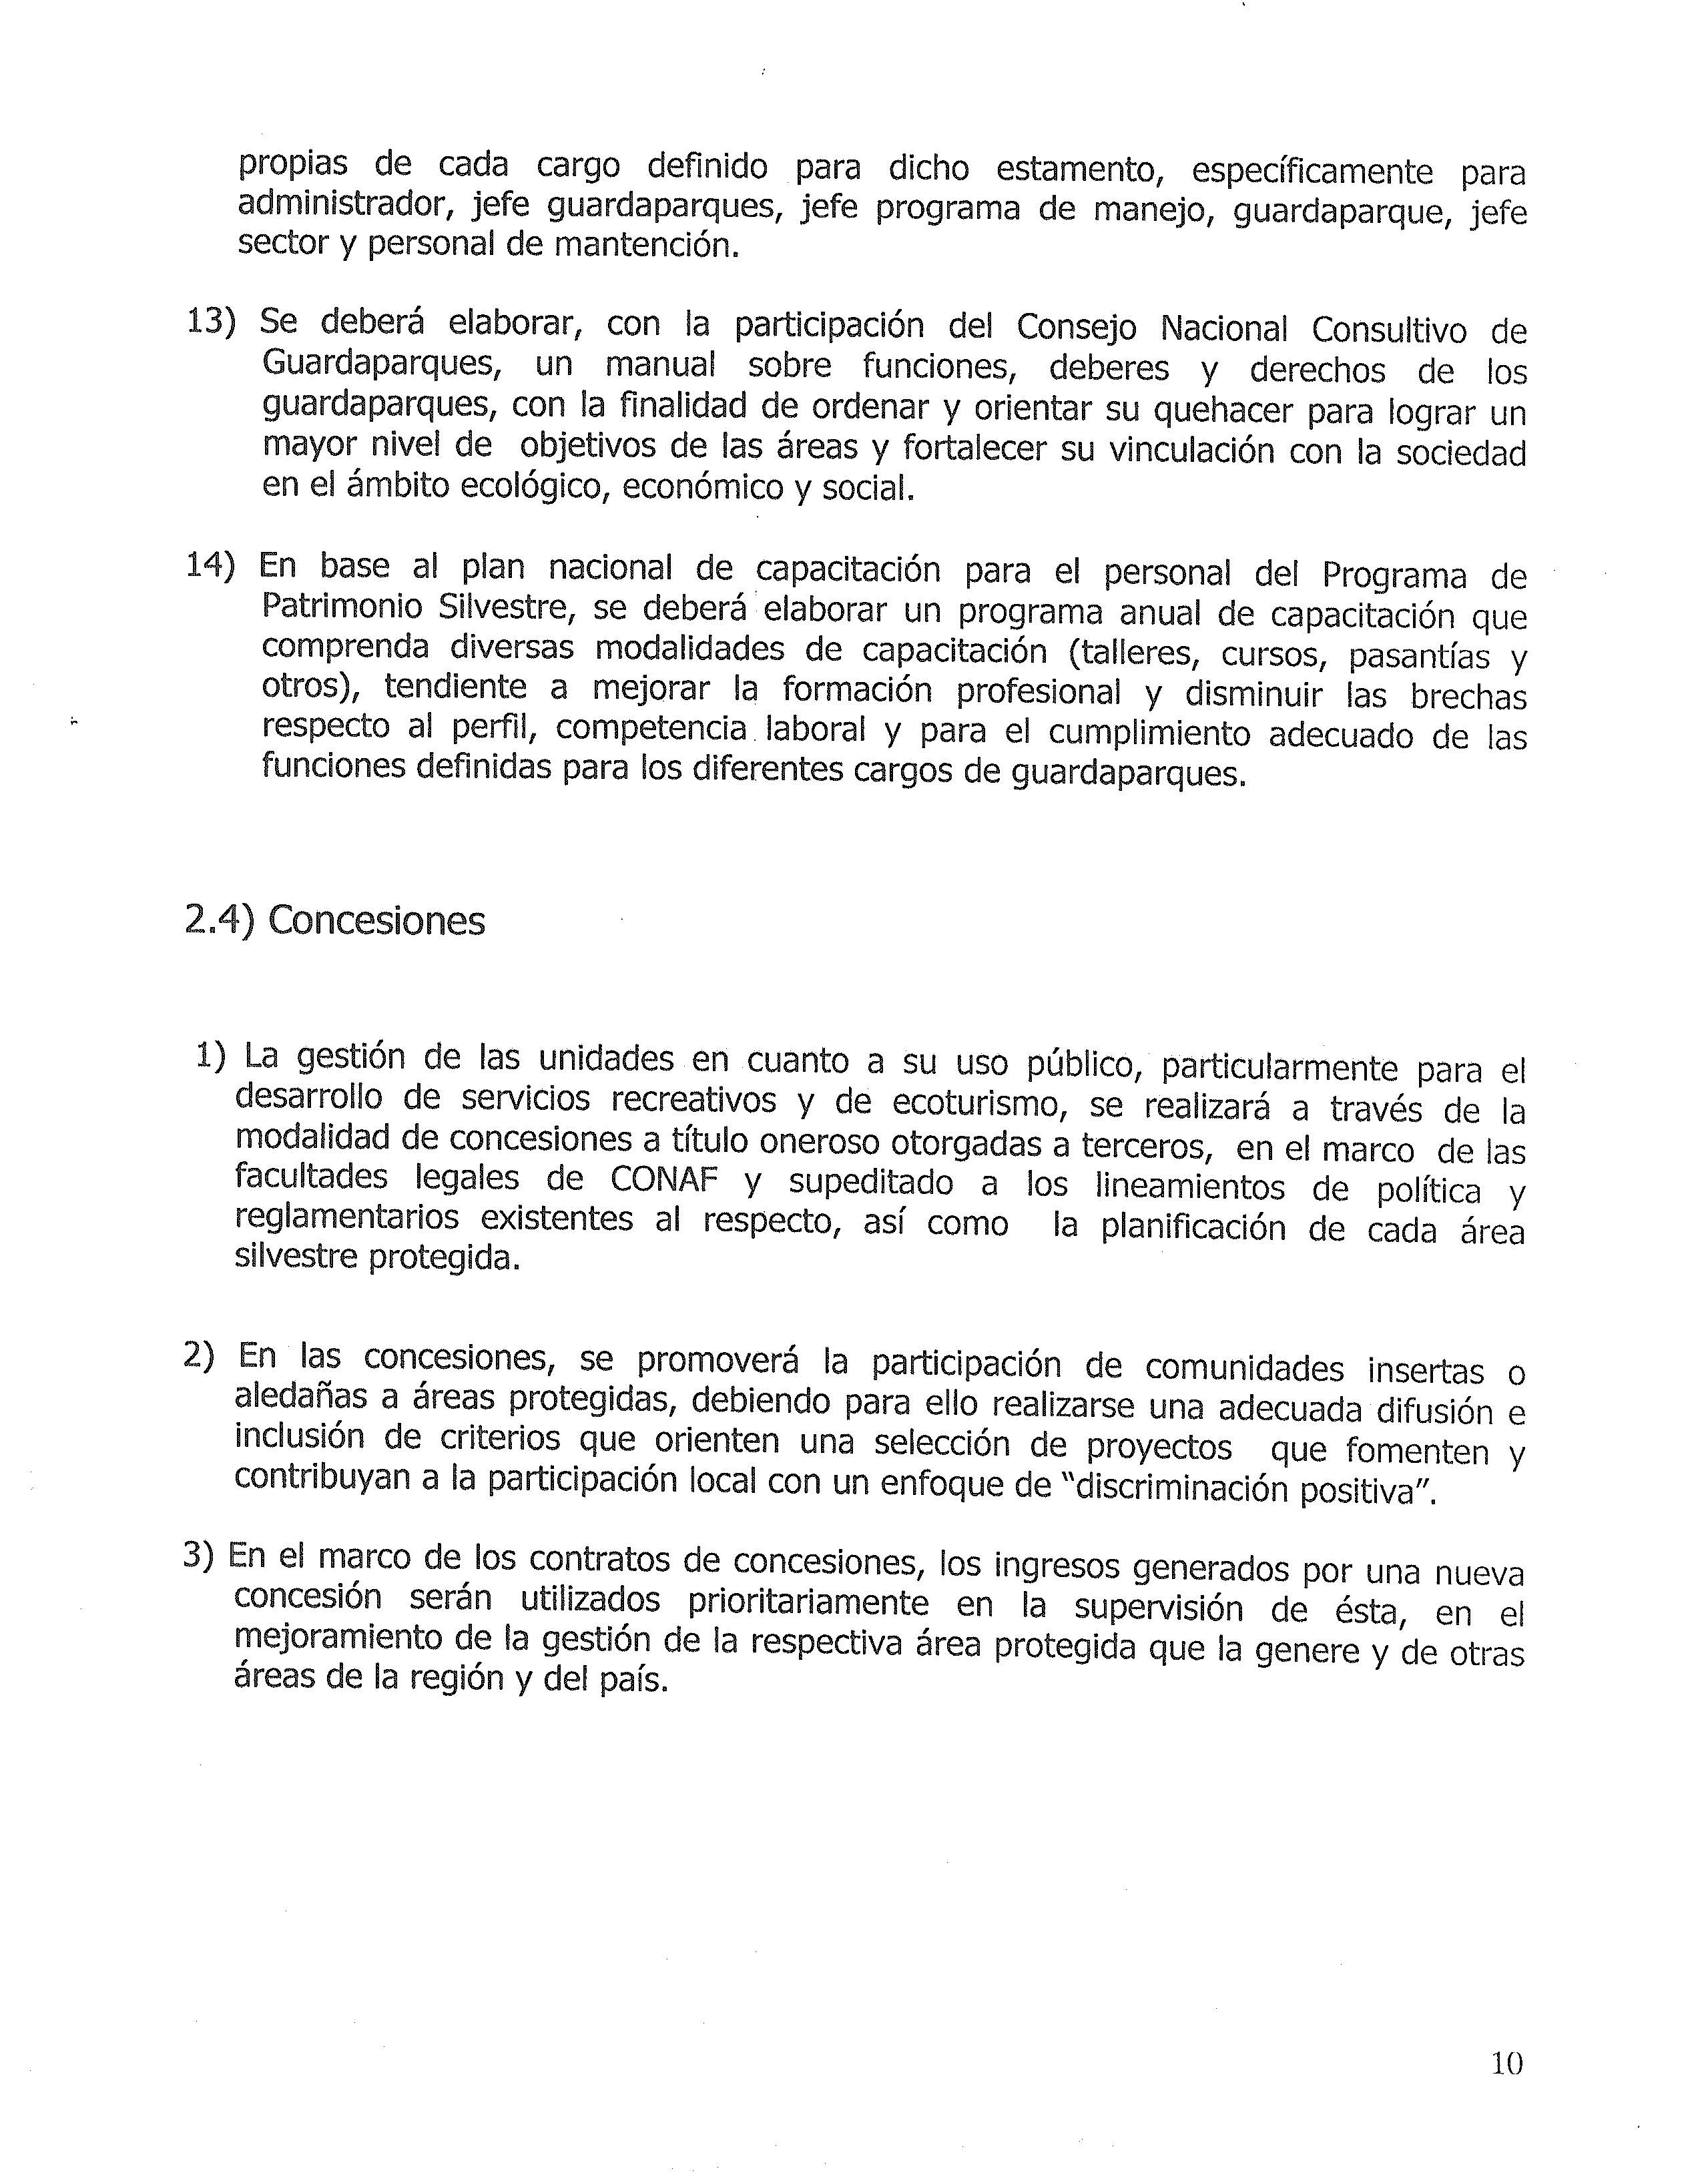 propias de cada cargo definido para dicho estamento, específicamente para
administrador, jefe guardaparques, jefe programa de manejo, guardaparque, jefe
sector y personal de mantención.
13) Se deberá elaborar, con la participación del Consejo Nacional Consultivo de
Guardaparques, un manual sobre funciones, deberes y derechos de los
guardaparques, con la finalidad de ordenar y orientar su quehacer para lograr un
mayor nivel de objetivos de las áreas y fortalecer su vinculación con la sociedad
en el ámbito ecológico, económico y social.
14) En base al plan nacional de capacitación para el personal del Programa de
Patrimonio Silvestre, se deberá elaborar un programa anual de capacitación que
comprenda diversas modalidades de capacitación (talleres, cursos, pasantías y
otros), tendiente a mejorar la formación profesional y disminuir las brechas
respecto al perfil, competencia laboral y para el cumplimiento adecuado de las
funciones definidas para los diferentes cargos de guardaparques.
2.4) Concesiones
1) La gestión de las unidades en cuanto a su uso público, particularmente para el
desarrollo de servicios recreativos y de ecoturismo, se realizará a través de la
modalidad de concesiones a título oneroso otorgadas a terceros, en el marco de las
facultades legales de CONAF y supeditado a los lineamientos de política y
reglamentarios existentes al respecto, así como la planificación de cada área
silvestre protegida.
2) En las concesiones, se promoverá la participación de comunidades insertas o
aledañas a áreas protegidas, debiendo para ello realizarse una adecuada difusión e
inclusión de criterios que orienten una selección de proyectos que fomenten y
contribuyan a la participación local con un enfoque de "discriminación positiva".
3) En el marco de los contratos de concesiones, los ingresos generados por una nueva
concesión serán utilizados prioritariamente en la supervisión de ésta, en el
mejoramiento de la gestión de la respectiva área protegida que la genere y de otras
áreas de la región y del país.
10